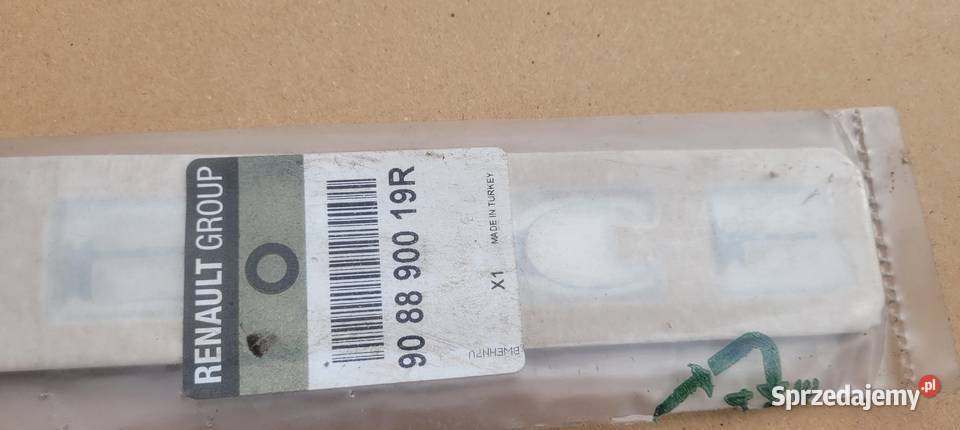 RENAULT GROUP
90 88 900 19R
X1
MADE IN TURKEY
Sprzedajemy.pl